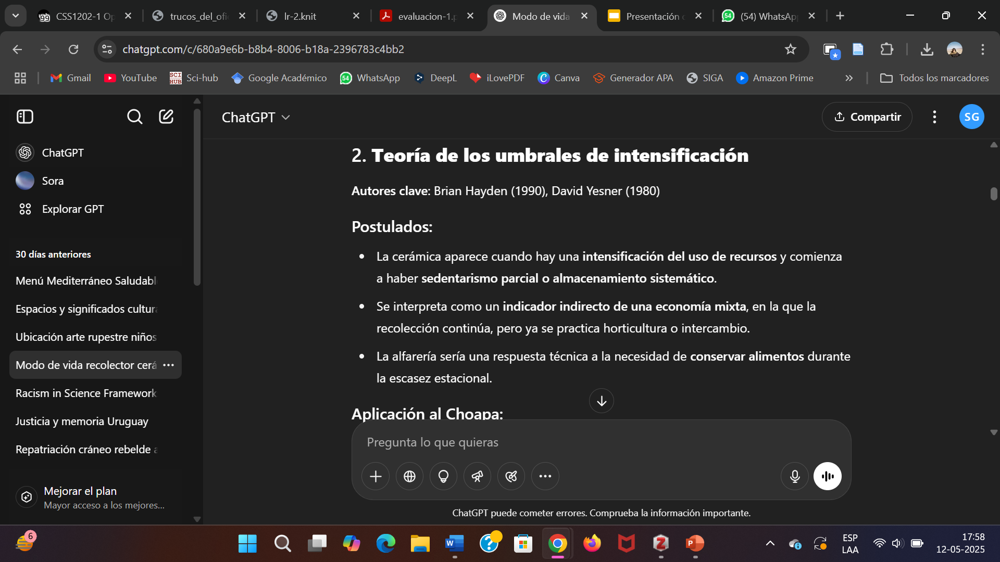 CSS1202-1 Op
trucos_del_ofi
lr-2.knit
evaluacion-1.p
Modo de vida
Presentación
(54) WhatsAp
chatgpt.com/c/680a9e6b-b8b4-8006-b18a-2396783c4bb2
Gmail
YouTube
SCI HUB
Sci-hub
Google Académico
54
WhatsApp
DeepL
iLovePDF
Canva
Generador APA
SIGA
Amazon Prime
Todos los marcadores
ChatGPT
Compartir
SG
ChatGPT
Sora
Explorar GPT
30 días anteriores
Menú Mediterráneo Saludabl
Espacios y significados cultur
Ubicación arte rupestre niños
Modo de vida recolector cerá
Racism in Science Framework
Justicia y memoria Uruguay
Repatriación cráneo rebelde a
Mejorar el plan
Mayor acceso a los mejores...
2. Teoría de los umbrales de intensificación
Autores clave: Brian Hayden (1990), David Yesner (1980)
Postulados:
La cerámica aparece cuando hay una intensificación del uso de recursos y comienza
a haber sedentarismo parcial o almacenamiento sistemático.
Se interpreta como un indicador indirecto de una economía mixta, en la que la
recolección continúa, pero ya se practica horticultura o intercambio.
La alfarería sería una respuesta técnica a la necesidad de conservar alimentos durante
la escasez estacional.
Aplicación al Choapa:
Pregunta lo que quieras
ChatGPT puede cometer errores. Comprueba la información importante.
6
ESP
LAA
17:58
12-05-2025